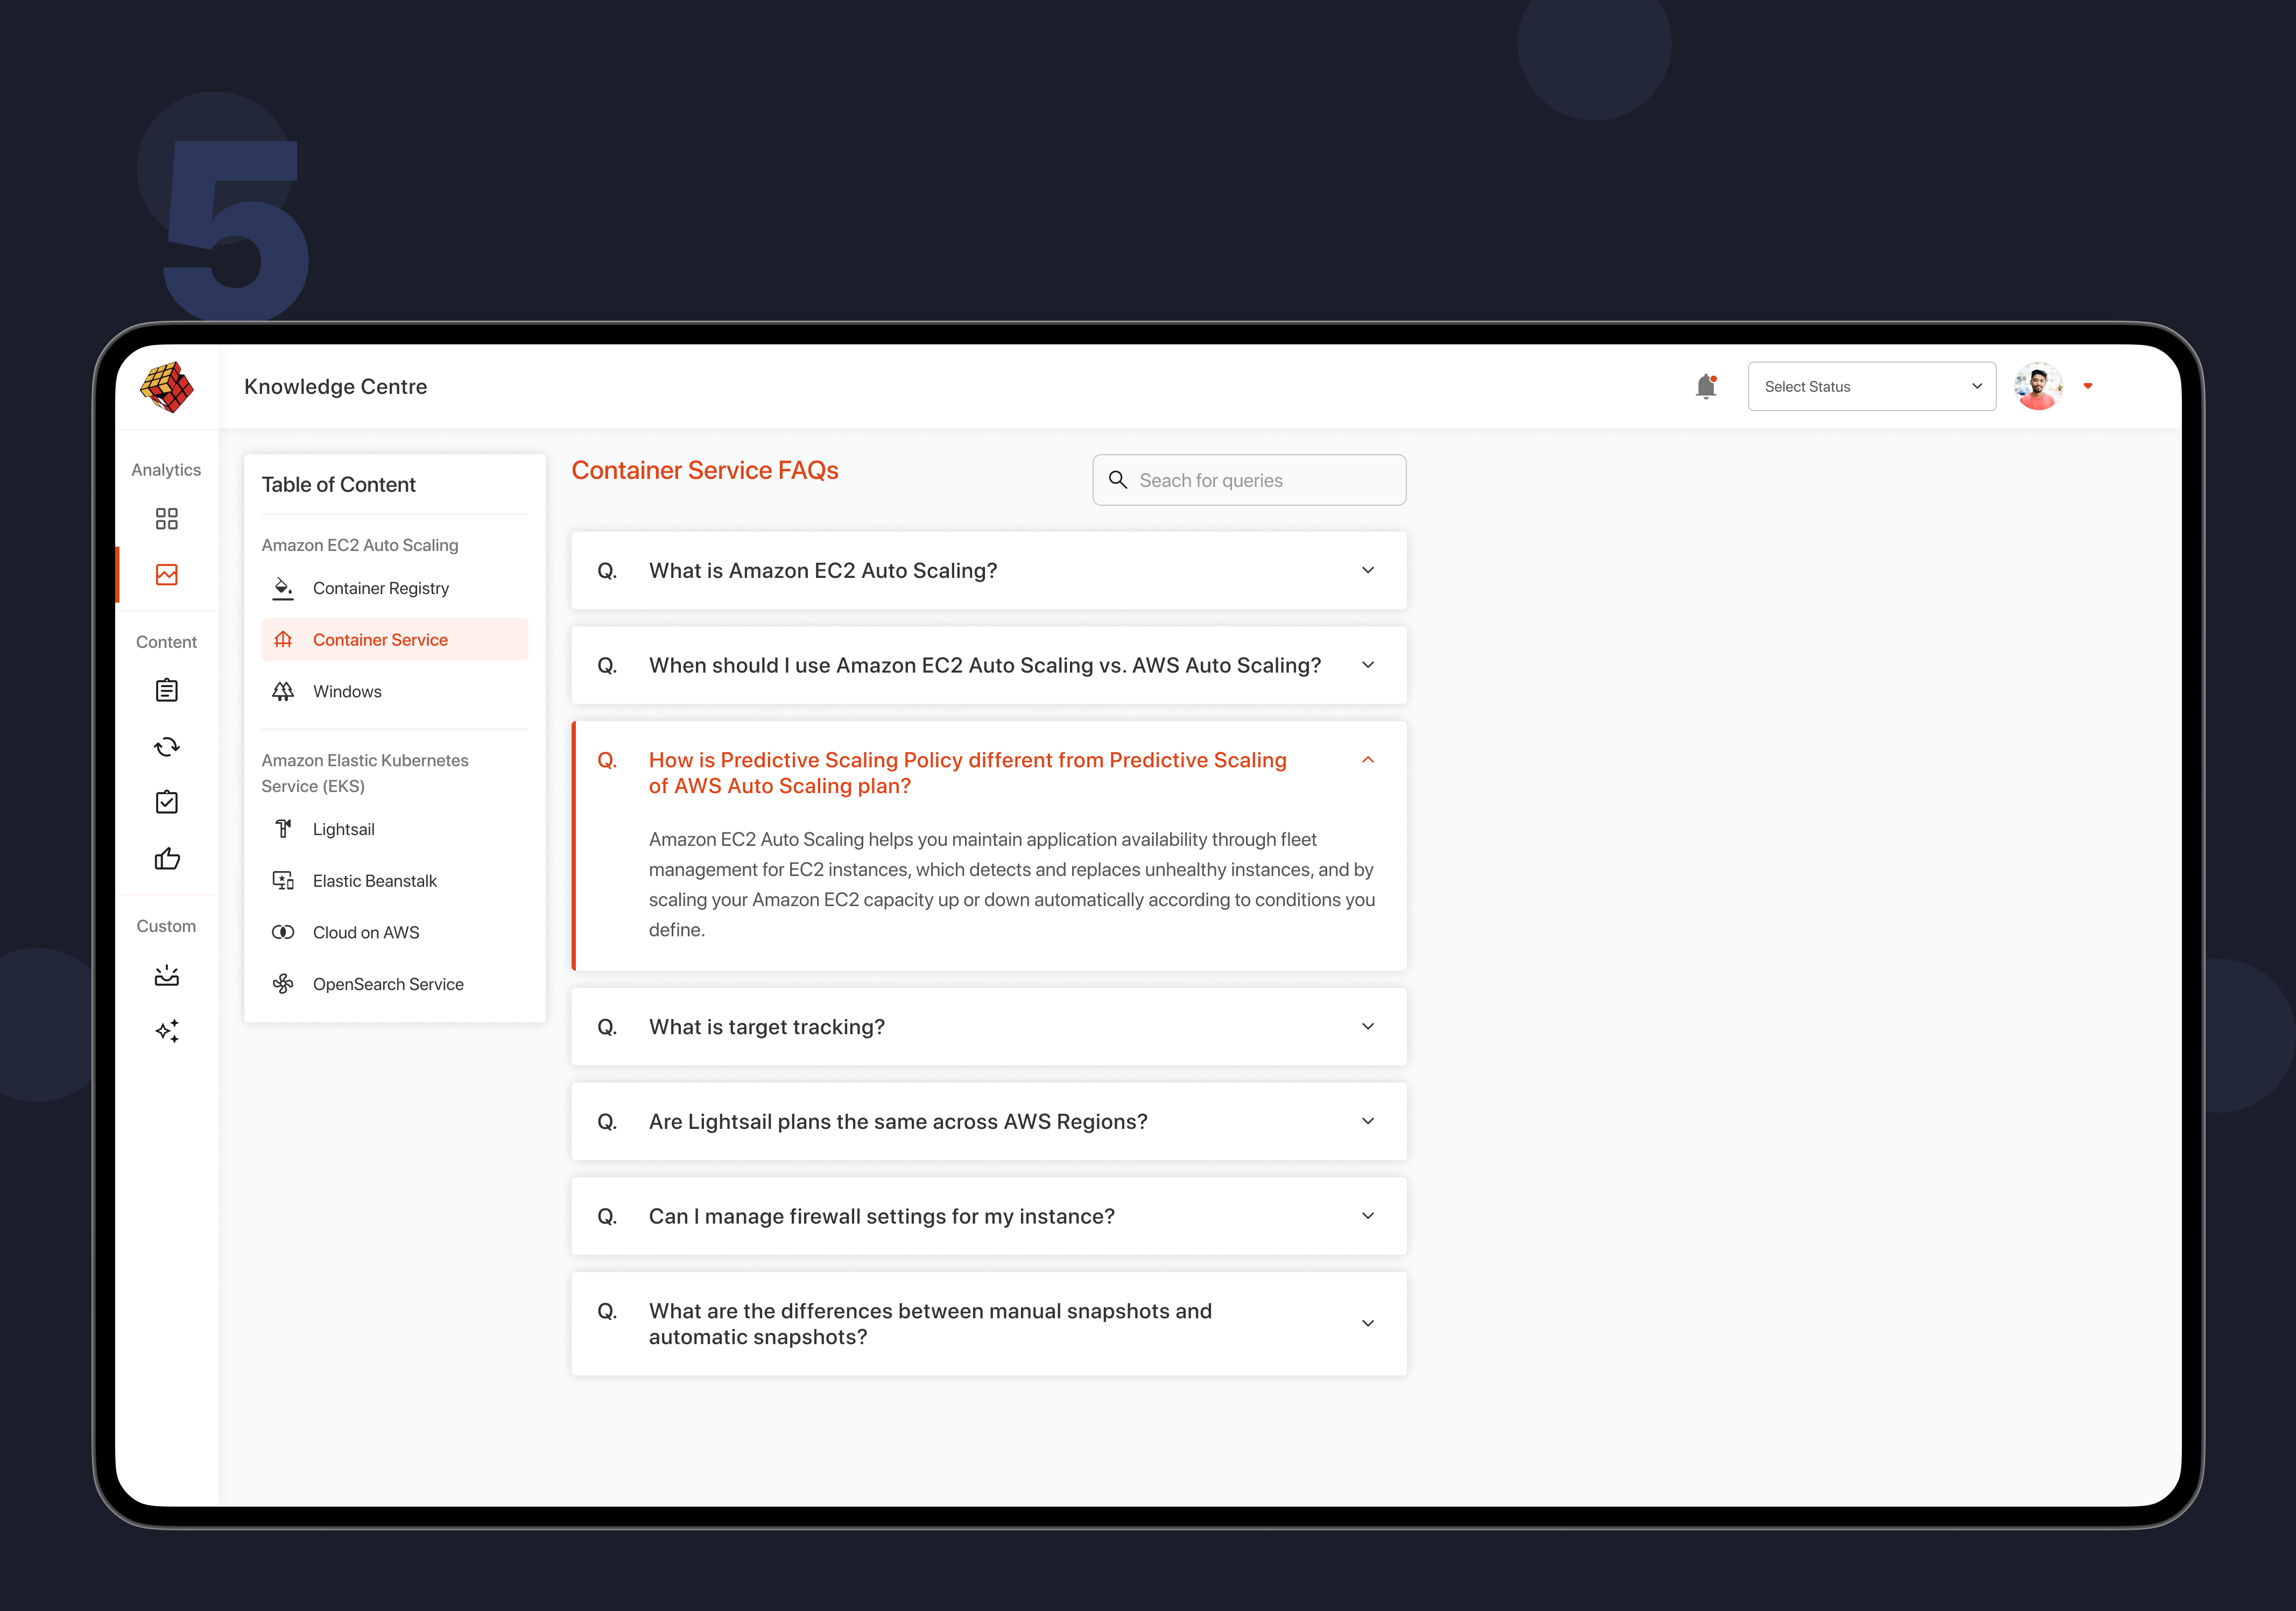 5
Knowledge Centre
Select Status
Analytics
Content
Custom
Table of Content
Amazon EC2 Auto Scaling
Container Registry
Container Service
Windows
Amazon Elastic Kubernetes
Service (EKS)
Lightsail
Elastic Beanstalk
Cloud on AWS
OpenSearch Service
Container Service FAQs
Seach for queries
Q. What is Amazon EC2 Auto Scaling?
Q. When should I use Amazon EC2 Auto Scaling vs. AWS Auto Scaling?
Q. How is Predictive Scaling Policy different from Predictive Scaling
of AWS Auto Scaling plan?
Amazon EC2 Auto Scaling helps you maintain application availability through fleet
management for EC2 instances, which detects and replaces unhealthy instances, and by
scaling your Amazon EC2 capacity up or down automatically according to conditions you
define.
Q. What is target tracking?
Q. Are Lightsail plans the same across AWS Regions?
Q. Can I manage firewall settings for my instance?
Q. What are the differences between manual snapshots and
automatic snapshots?